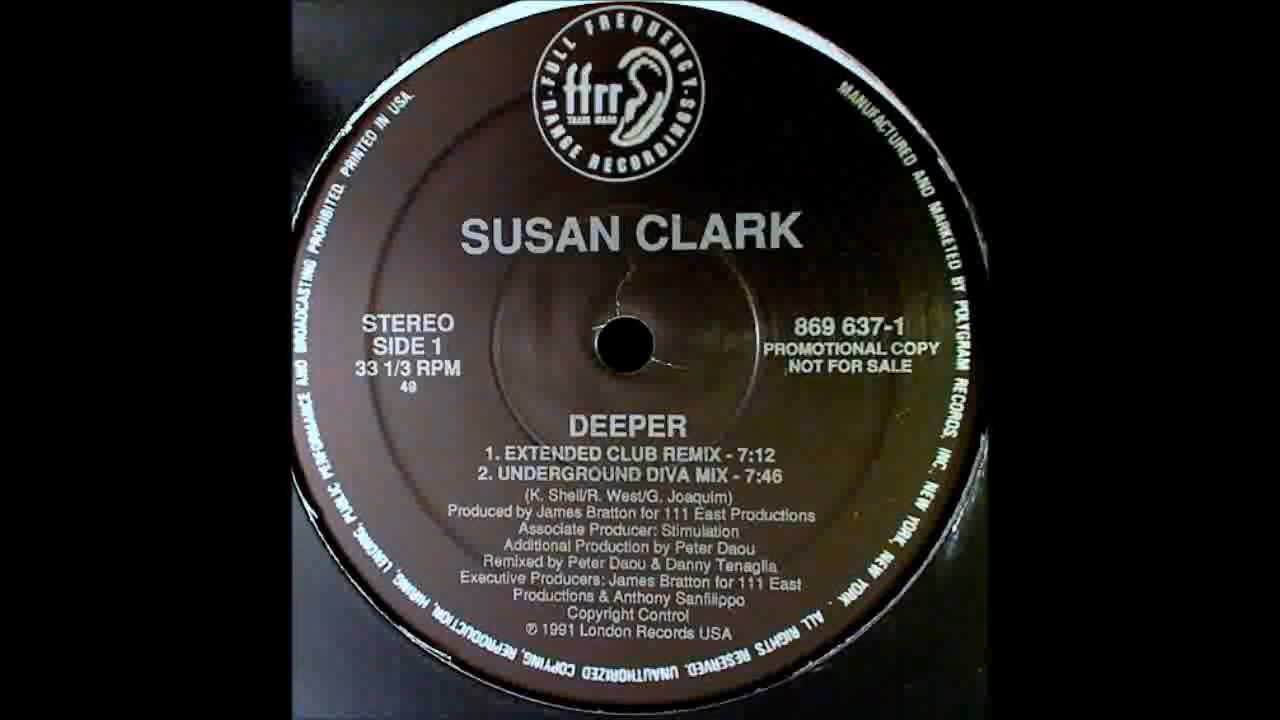 FULL FREQUENCY
ffrr
TRADE MARK
RANGE RECORDINGS
SUSAN CLARK
STEREO
SIDE 1
33 1/3 RPM
49
869 637-1
PROMOTIONAL COPY
NOT FOR SALE
DEEPER
1. EXTENDED CLUB REMIX - 7:12
2. UNDERGROUND DIVA MIX - 7:46
(K. Shell/R. West/G. Joaquim)
Produced by James Bratton for 111 East Productions
Associate Producer: Stimulation
Additional Production by Peter Daou
Remixed by Peter Daou & Danny Tenaglia
Executive Producers: James Bratton for 111 East
Productions & Anthony Sanfilippo
Copyright Control
℗ 1991 London Records USA
MANUFACTURED AND MARKETED BY POLYGRAM RECORDS, INC. NEW YORK, NEW YORK. ALL RIGHTS RESERVED. UNAUTHORIZED COPYING, REPRODUCTION, HIRING, LENDING, PUBLIC PERFORMANCE AND BROADCASTING PROHIBITED. PRINTED IN USA.